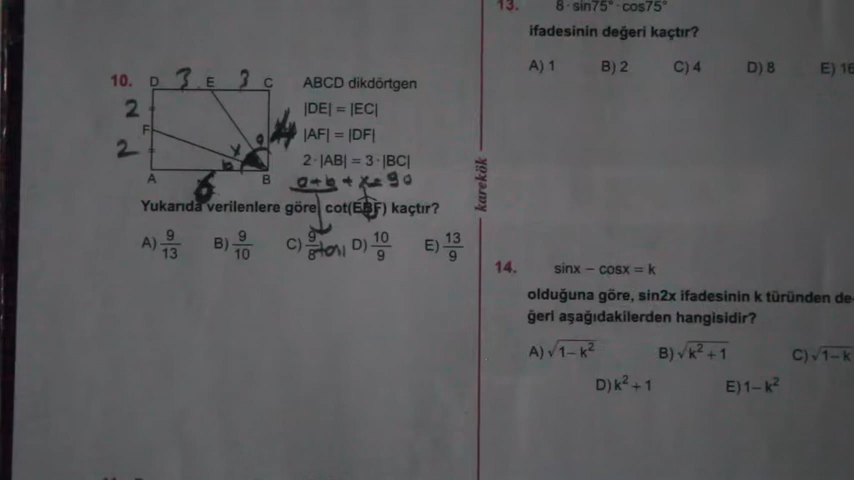 10. D 3 E 3 C
2
F
2
A 6 B
a b x
ABCD dikdörtgen
|DE| = |EC|
|AF| = |DF|
2·|AB| = 3·|BC|
a + b + x = 90
Yukarıda verilenlere göre, cot(EBF) kaçtır?
A) 9/13 B) 9/10 C) 9/8 D) 10/9 E) 13/9
karekök
13. 8·sin75°·cos75°
ifadesinin değeri kaçtır?
A) 1 B) 2 C) 4 D) 8 E) 16
14. sinx – cosx = k
olduğuna göre, sin2x ifadesinin k türünden de-
ğeri aşağıdakilerden hangisidir?
A) √1–k² B) √k²+1 C) √1–k
D) k²+1 E) 1–k²